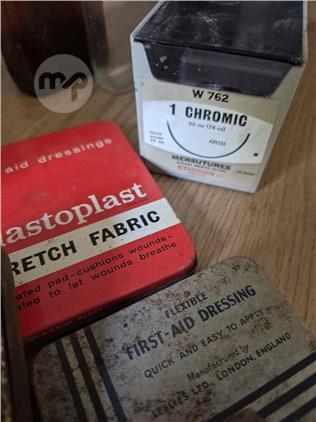 mp
W 762
1 CHROMIC
MERSUTURES
ETHICON
aid dressings
astoplast
RETCH FABRIC
ated pad-cushions wounds-
ated to let wounds breathe
FLEXIBLE
FIRST-AID DRESSING
QUICK AND EASY TO APPLY
Manufactured by
LESLIES LTD. LONDON, ENGLAND